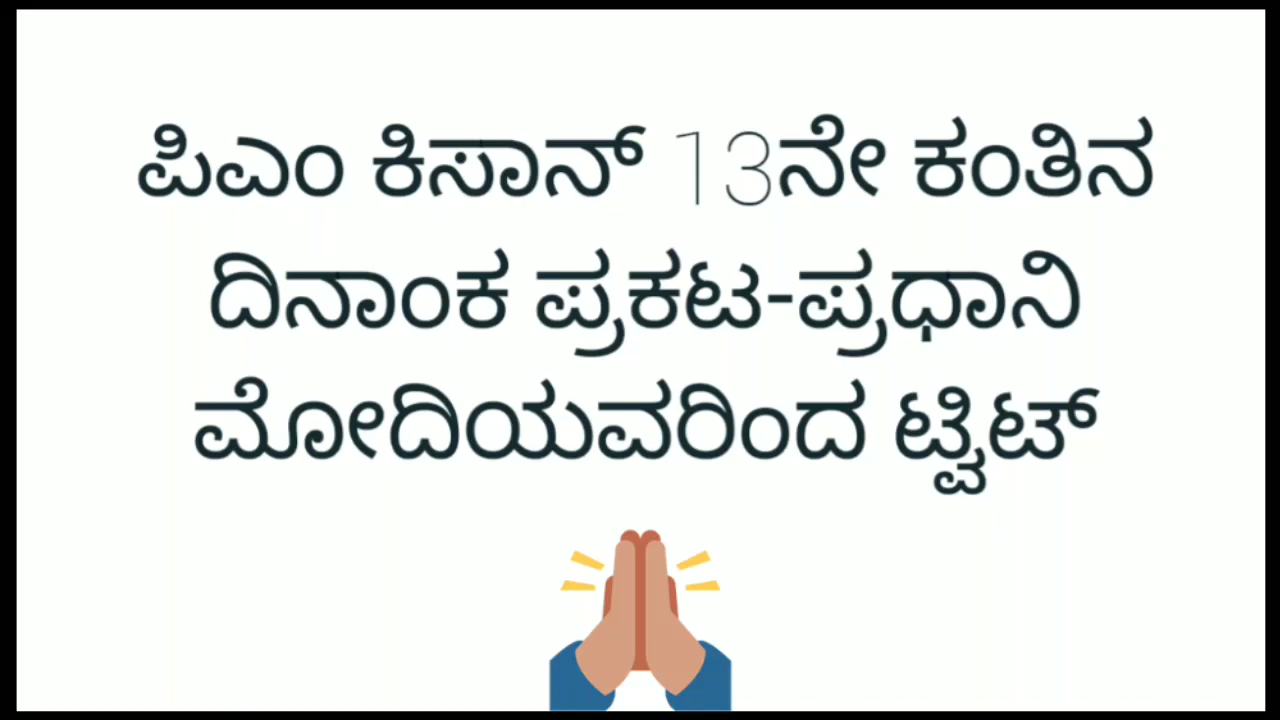 ಪಿಎಂ ಕಿಸಾನ್ 13ನೇ ಕಂತಿನ
ದಿನಾಂಕ ಪ್ರಕಟ-ಪ್ರಧಾನಿ
ಮೋದಿಯವರಿಂದ ಟ್ವಿಟ್